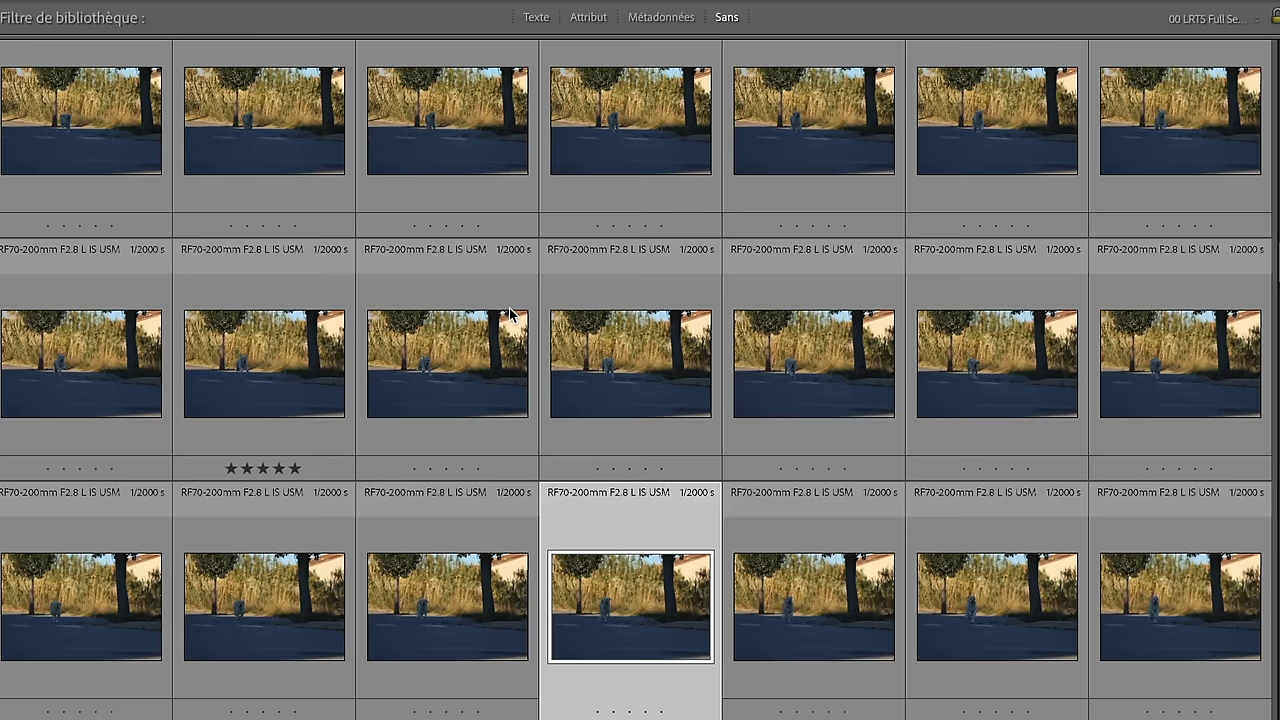 Filtre de bibliothèque :
Texte Attribut Métadonnées Sans
00 LRT5 Full Se...
RF70-200mm F2.8 L IS USM 1/2000 s RF70-200mm F2.8 L IS USM 1/2000 s RF70-200mm F2.8 L IS USM 1/2000 s RF70-200mm F2.8 L IS USM 1/2000 s RF70-200mm F2.8 L IS USM 1/2000 s RF70-200mm F2.8 L IS USM 1/2000 s RF70-200mm F2.8 L IS USM 1/2000 s
★★★★★
RF70-200mm F2.8 L IS USM 1/2000 s RF70-200mm F2.8 L IS USM 1/2000 s RF70-200mm F2.8 L IS USM 1/2000 s RF70-200mm F2.8 L IS USM 1/2000 s RF70-200mm F2.8 L IS USM 1/2000 s RF70-200mm F2.8 L IS USM 1/2000 s RF70-200mm F2.8 L IS USM 1/2000 s